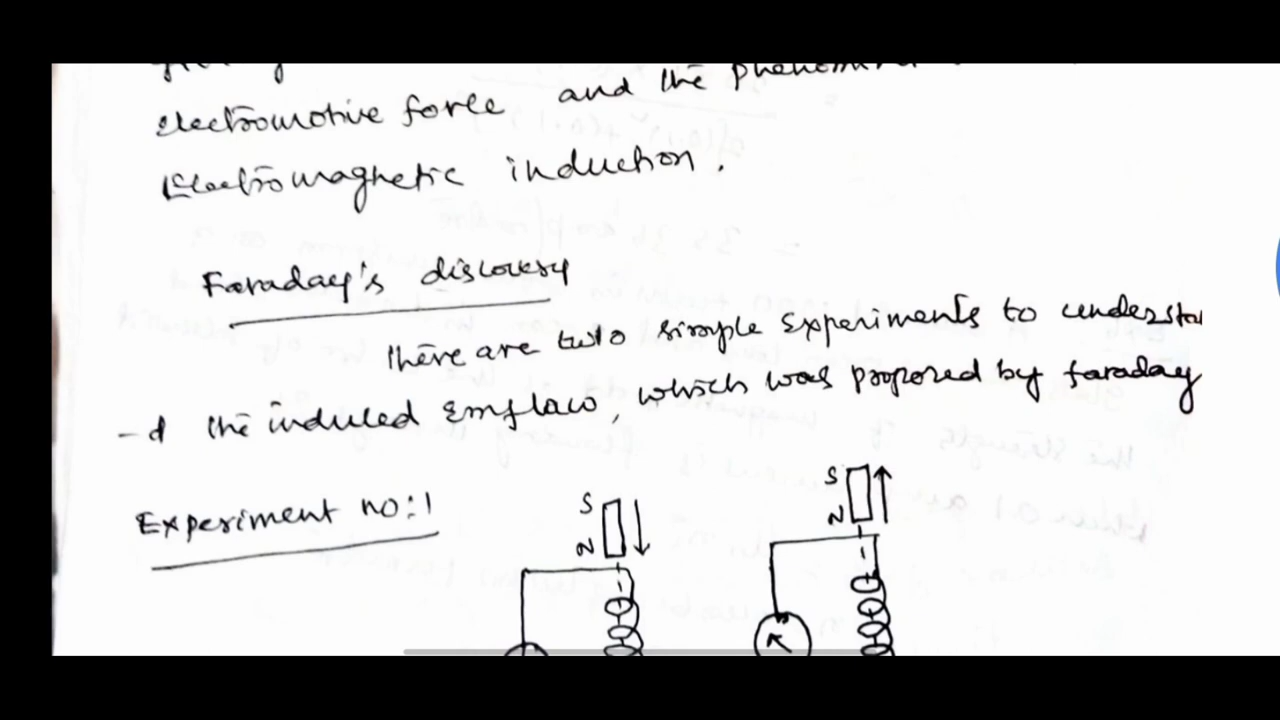 and the
Electromotive force
Electromagnetic induction.
Faraday's discovery
There are two simple Experiments to understa
-d the induced Emf law, which was proposed by faraday
Experiment no:1
S
N
S
N